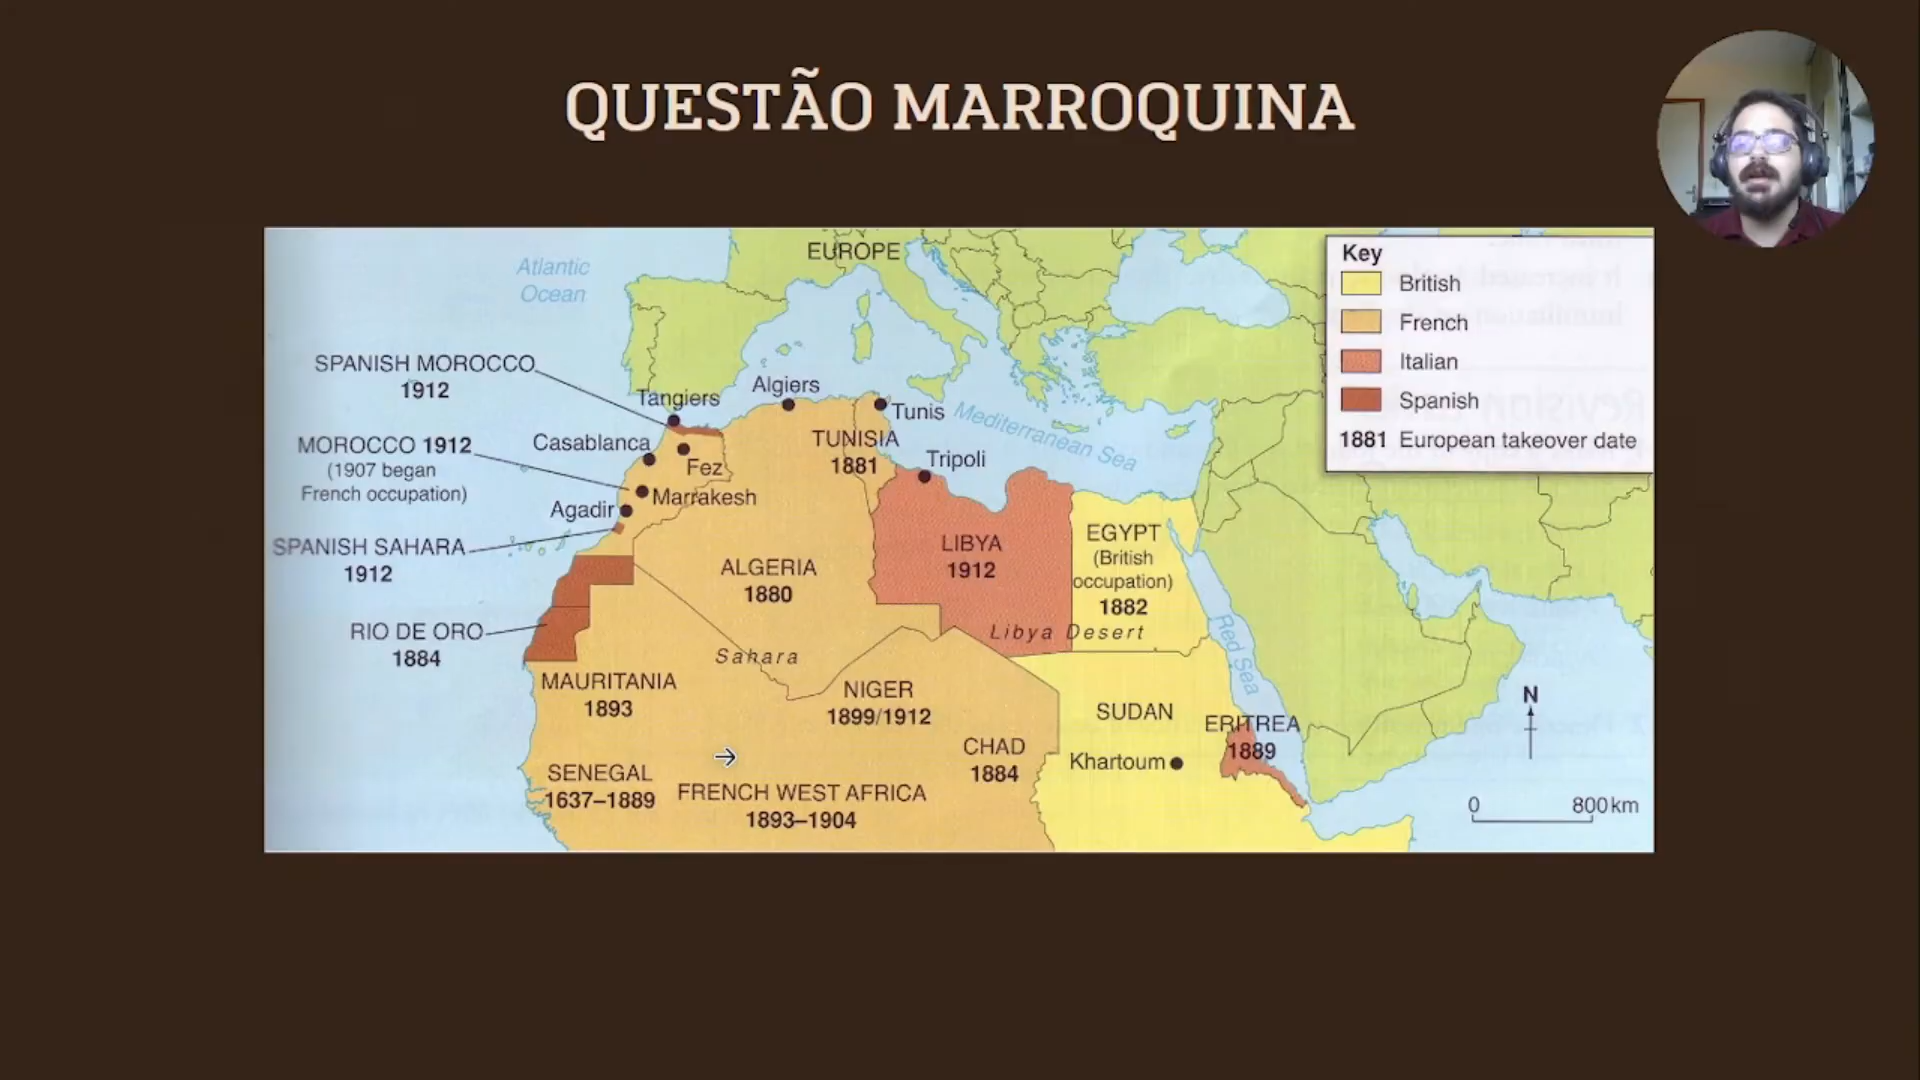 QUESTÃO MARROQUINA
EUROPE
Atlantic
Ocean
Key
British
French
Italian
Spanish
1881 European takeover date
SPANISH MOROCCO
1912
Tangiers
Algiers
Tunis
Mediterranean Sea
MOROCCO 1912
(1907 began
French occupation)
Casablanca
Fez
TUNISIA
1881
Tripoli
Marrakesh
Agadir
SPANISH SAHARA
1912
ALGERIA
1880
LIBYA
1912
EGYPT
(British
occupation)
1882
Libya Desert
Red Sea
RIO DE ORO
1884
Sahara
MAURITANIA
1893
NIGER
1899/1912
SUDAN
ERITREA
1889
N
CHAD
1884
Khartoum
SENEGAL
1637–1889
FRENCH WEST AFRICA
1893–1904
0 800km